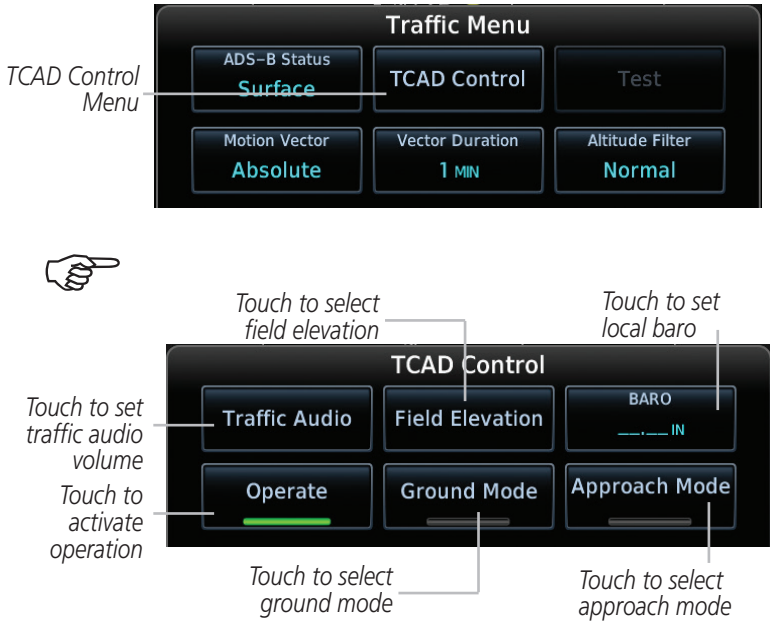 Traffic Menu
TCAD Control
Menu
ADS-B Status
Surface
TCAD Control
Test
Motion Vector
Absolute
Vector Duration
1 MIN
Altitude Filter
Normal
Touch to select
field elevation
Touch to set
local baro
TCAD Control
Touch to set
traffic audio
volume
Traffic Audio
Field Elevation
BARO
__.__ IN
Touch to
activate
operation
Operate
Ground Mode
Approach Mode
Touch to select
ground mode
Touch to select
approach mode